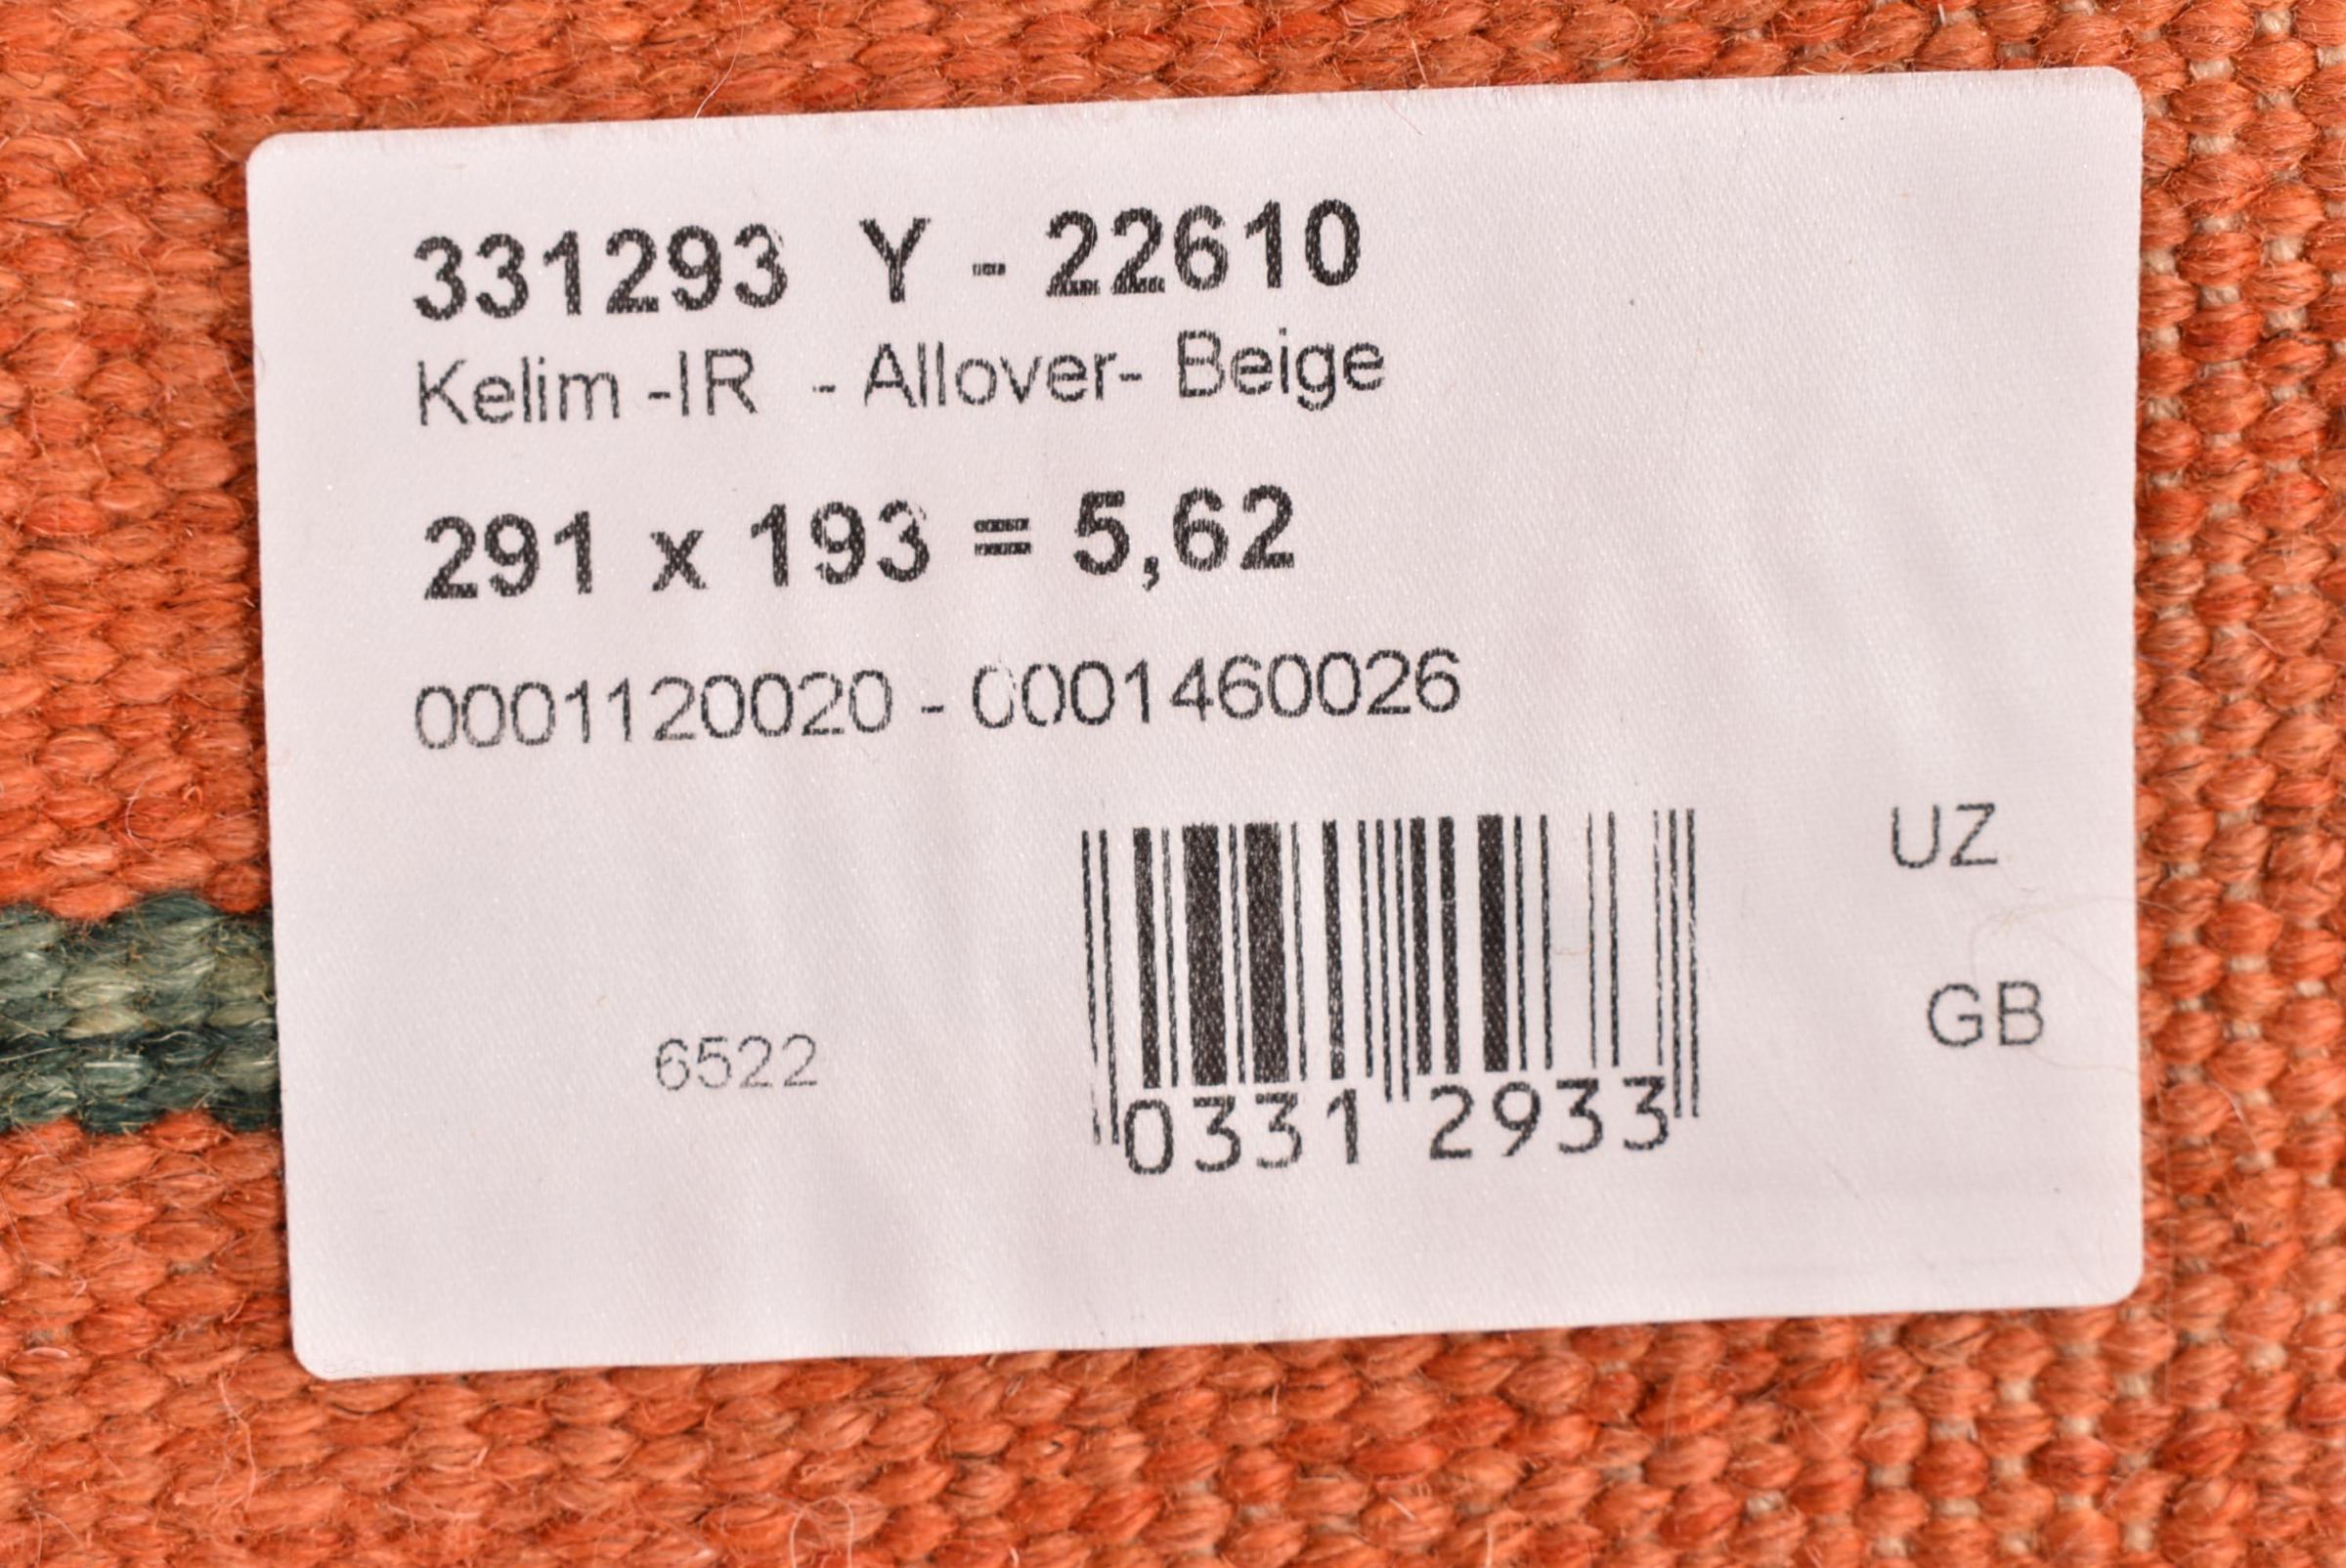 331293 Y - 22610
Kelim -IR - Allover- Beige
291 x 193 = 5,62
0001120020 - 0001460026
UZ
GB
6522
0331 2933